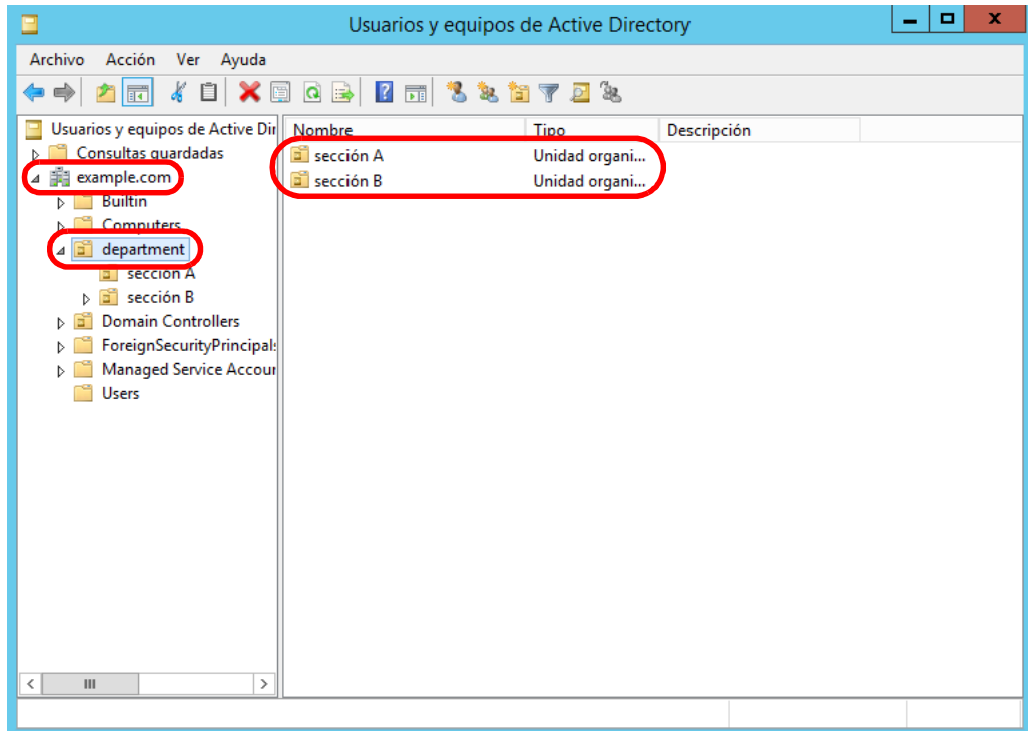 Usuarios y equipos de Active Directory
Archivo Acción Ver Ayuda
Usuarios y equipos de Active Dir
Consultas guardadas
example.com
Builtin
Computers
department
sección A
sección B
Domain Controllers
ForeignSecurityPrincipals
Managed Service Accour
Users
Nombre Tipo Descripción
sección A Unidad organi...
sección B Unidad organi...